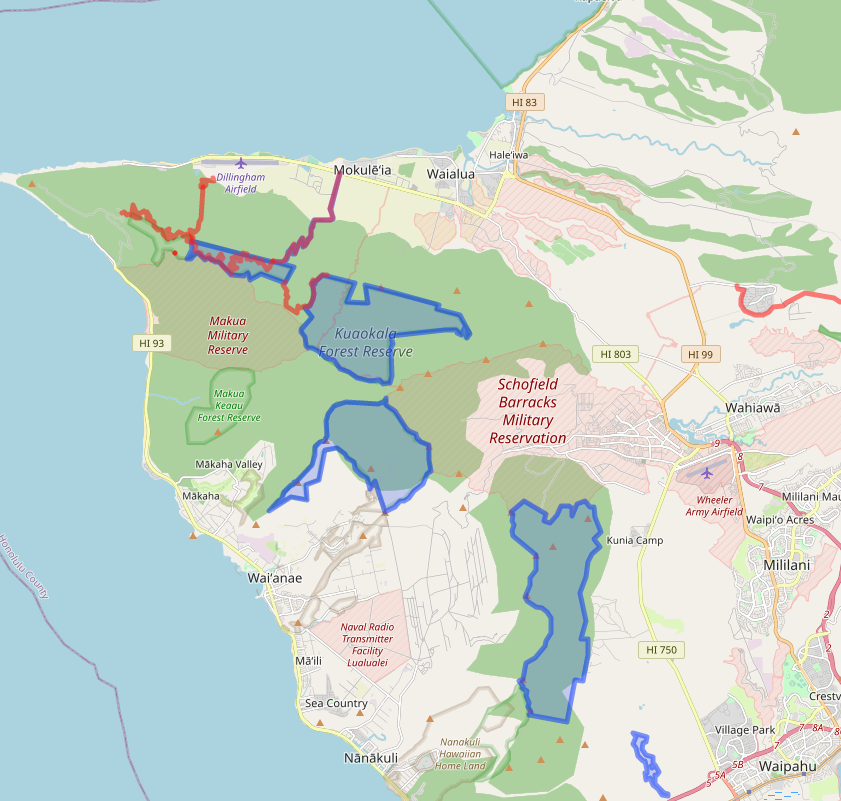 HI 83
Hale'iwa
Mokulē'ia
Waialua
Dillingham
Airfield
Makua
Military
Reserve
Kuaokala
Forest Reserve
HI 93
HI 803
HI 99
Makua
Keaau
Forest Reserve
Schofield
Barracks
Military
Reservation
Wahiawā
9
8
Mākaha Valley
Mākaha
Wheeler
Army Airfield
7
Mililani Mau
Waipi'o Acres
Kunia Camp
Honolulu County
Mililani
Wai'anae
2
Naval Radio
Transmitter
Facility
Lualualei
2
HI 750
Mā'ili
Sea Country
Crestv
Village Park
7
8A
8
Nanakuli
Hawaiian
Home Land
Nānākuli
5B
5A
Waipahu